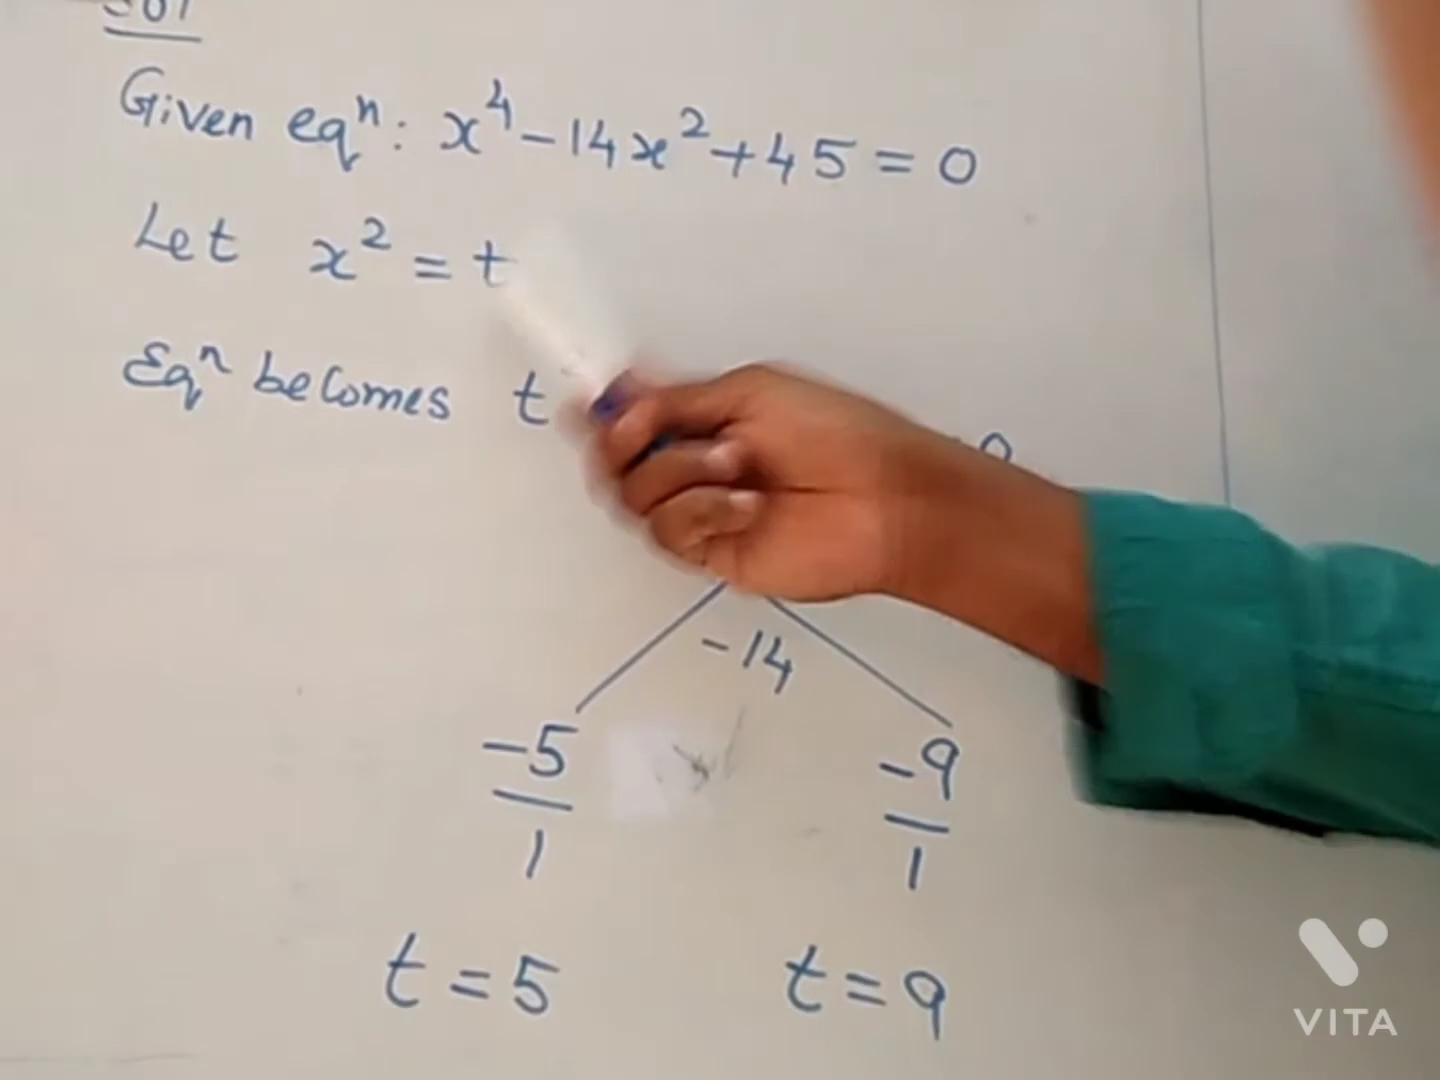 Sol
Given eqⁿ: x⁴-14x²+45=0
Let x²=t
Eqⁿ becomes t 0
-14
-5 -9
1 1
t=5 t=9
VITA